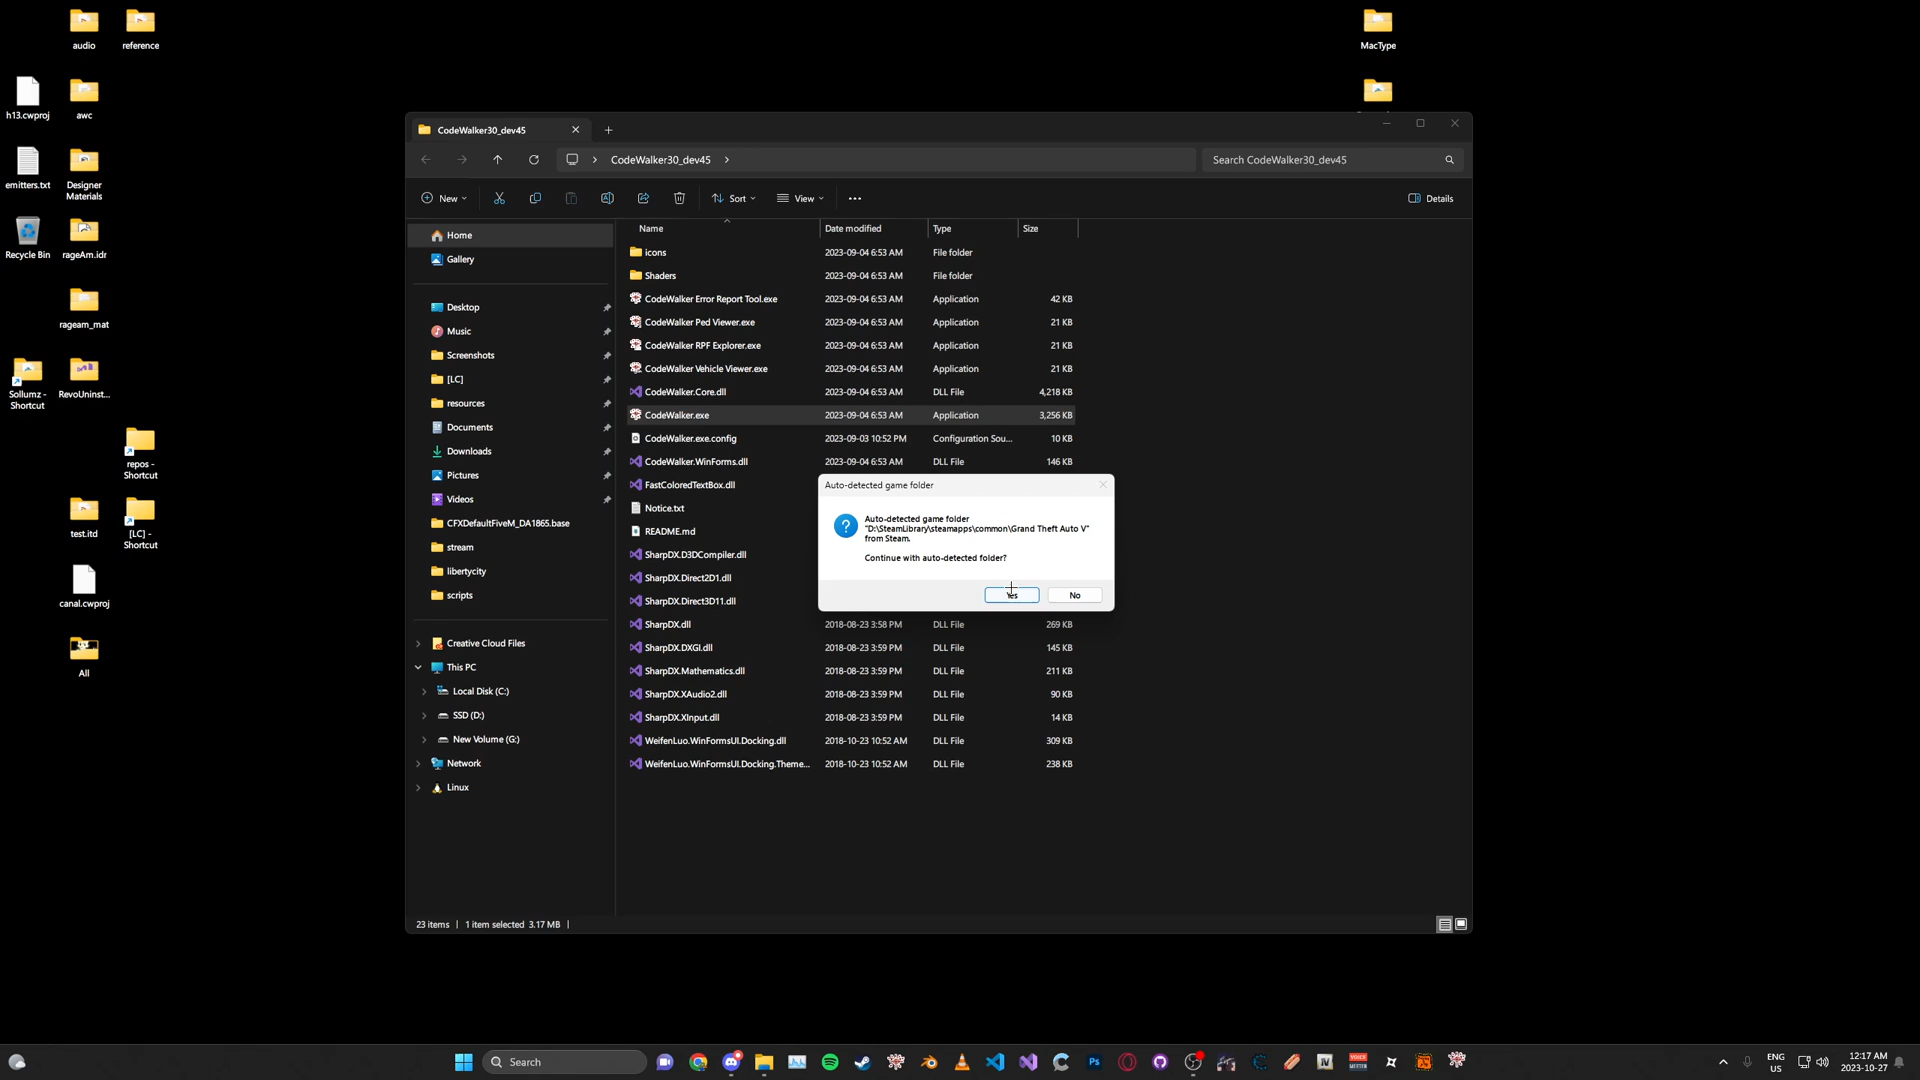 audio
reference
MacType
h13.cwproj
awc
emitters.txt
Designer
Materials
Recycle Bin
rageAm.idr
rageam_mat
Sollumz -
Shortcut
RevoUninst...
repos -
Shortcut
test.itd
[LC] -
Shortcut
canal.cwproj
All
CodeWalker30_dev45
CodeWalker30_dev45
Search CodeWalker30_dev45
New
Sort
View
Details
Home
Gallery
Desktop
Music
Screenshots
[LC]
resources
Documents
Downloads
Pictures
Videos
CFXDefaultFiveM_DA1865.base
stream
libertycity
scripts
Creative Cloud Files
This PC
Local Disk (C:)
SSD (D:)
New Volume (G:)
Network
Linux
Name Date modified Type Size
icons 2023-09-04 6:53 AM File folder
Shaders 2023-09-04 6:53 AM File folder
CodeWalker Error Report Tool.exe 2023-09-04 6:53 AM Application 42 KB
CodeWalker Ped Viewer.exe 2023-09-04 6:53 AM Application 21 KB
CodeWalker RPF Explorer.exe 2023-09-04 6:53 AM Application 21 KB
CodeWalker Vehicle Viewer.exe 2023-09-04 6:53 AM Application 21 KB
CodeWalker.Core.dll 2023-09-04 6:53 AM DLL File 4,218 KB
CodeWalker.exe 2023-09-04 6:53 AM Application 3,256 KB
CodeWalker.exe.config 2023-09-03 10:52 PM Configuration Sou... 10 KB
CodeWalker.WinForms.dll 2023-09-04 6:53 AM DLL File 146 KB
FastColoredTextBox.dll
Notice.txt
README.md
SharpDX.D3DCompiler.dll
SharpDX.Direct2D1.dll
SharpDX.Direct3D11.dll
SharpDX.dll 2018-08-23 3:58 PM DLL File 269 KB
SharpDX.DXGI.dll 2018-08-23 3:59 PM DLL File 145 KB
SharpDX.Mathematics.dll 2018-08-23 3:59 PM DLL File 211 KB
SharpDX.XAudio2.dll 2018-08-23 3:59 PM DLL File 90 KB
SharpDX.XInput.dll 2018-08-23 3:59 PM DLL File 14 KB
WeifenLuo.WinFormsUI.Docking.dll 2018-10-23 10:52 AM DLL File 309 KB
WeifenLuo.WinFormsUI.Docking.Theme... 2018-10-23 10:52 AM DLL File 238 KB
Auto-detected game folder
Auto-detected game folder
"D:\SteamLibrary\steamapps\common\Grand Theft Auto V"
from Steam.
Continue with auto-detected folder?
Yes
No
23 items 1 item selected 3.17 MB
Search
Ps
IV
ENG
US
12:17 AM
2023-10-27